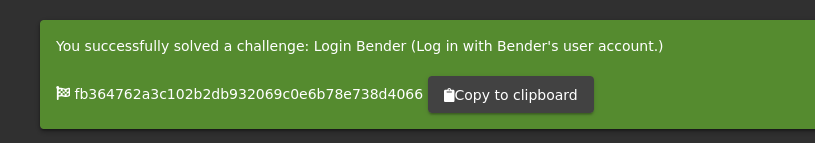 You successfully solved a challenge: Login Bender (Log in with Bender's user account.)
fb364762a3c102b2db932069c0e6b78e738d4066 Copy to clipboard